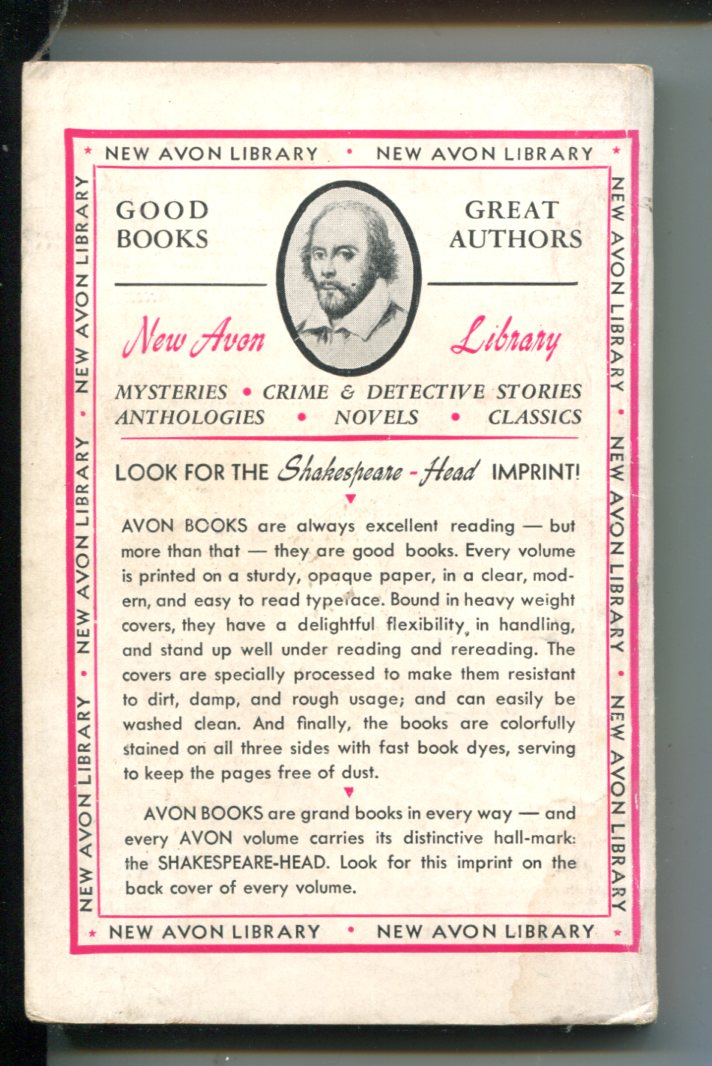 ★ NEW AVON LIBRARY • NEW AVON LIBRARY ★
NEW AVON LIBRARY • NEW AVON LIBRARY • NEW AVON LIBRARY
GOOD
BOOKS
GREAT
AUTHORS
New Avon Library
MYSTERIES • CRIME & DETECTIVE STORIES
ANTHOLOGIES • NOVELS • CLASSICS
LOOK FOR THE Shakespeare-Head IMPRINT!
AVON BOOKS are always excellent reading — but
more than that — they are good books. Every volume
is printed on a sturdy, opaque paper, in a clear, mod-
ern, and easy to read typeface. Bound in heavy weight
covers, they have a delightful flexibility in handling,
and stand up well under reading and rereading. The
covers are specially processed to make them resistant
to dirt, damp, and rough usage; and can easily be
washed clean. And finally, the books are colorfully
stained on all three sides with fast book dyes, serving
to keep the pages free of dust.
AVON BOOKS are grand books in every way — and
every AVON volume carries its distinctive hall-mark:
the SHAKESPEARE-HEAD. Look for this imprint on the
back cover of every volume.
NEW AVON LIBRARY • NEW AVON LIBRARY • NEW AVON LIBRARY
★ NEW AVON LIBRARY • NEW AVON LIBRARY ★